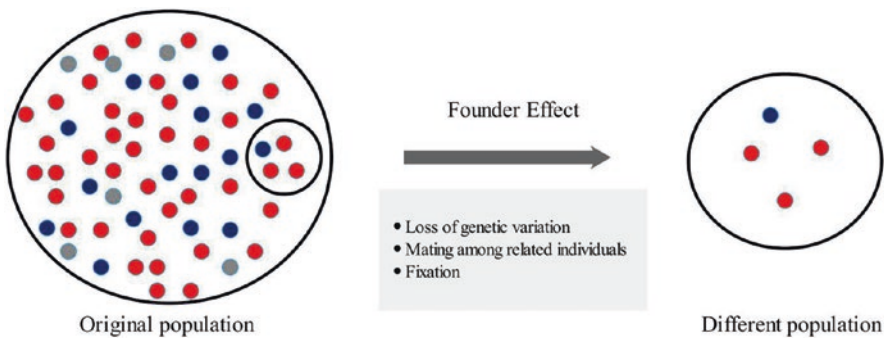 Founder Effect
• Loss of genetic variation
• Mating among related individuals
• Fixation
Original population
Different population